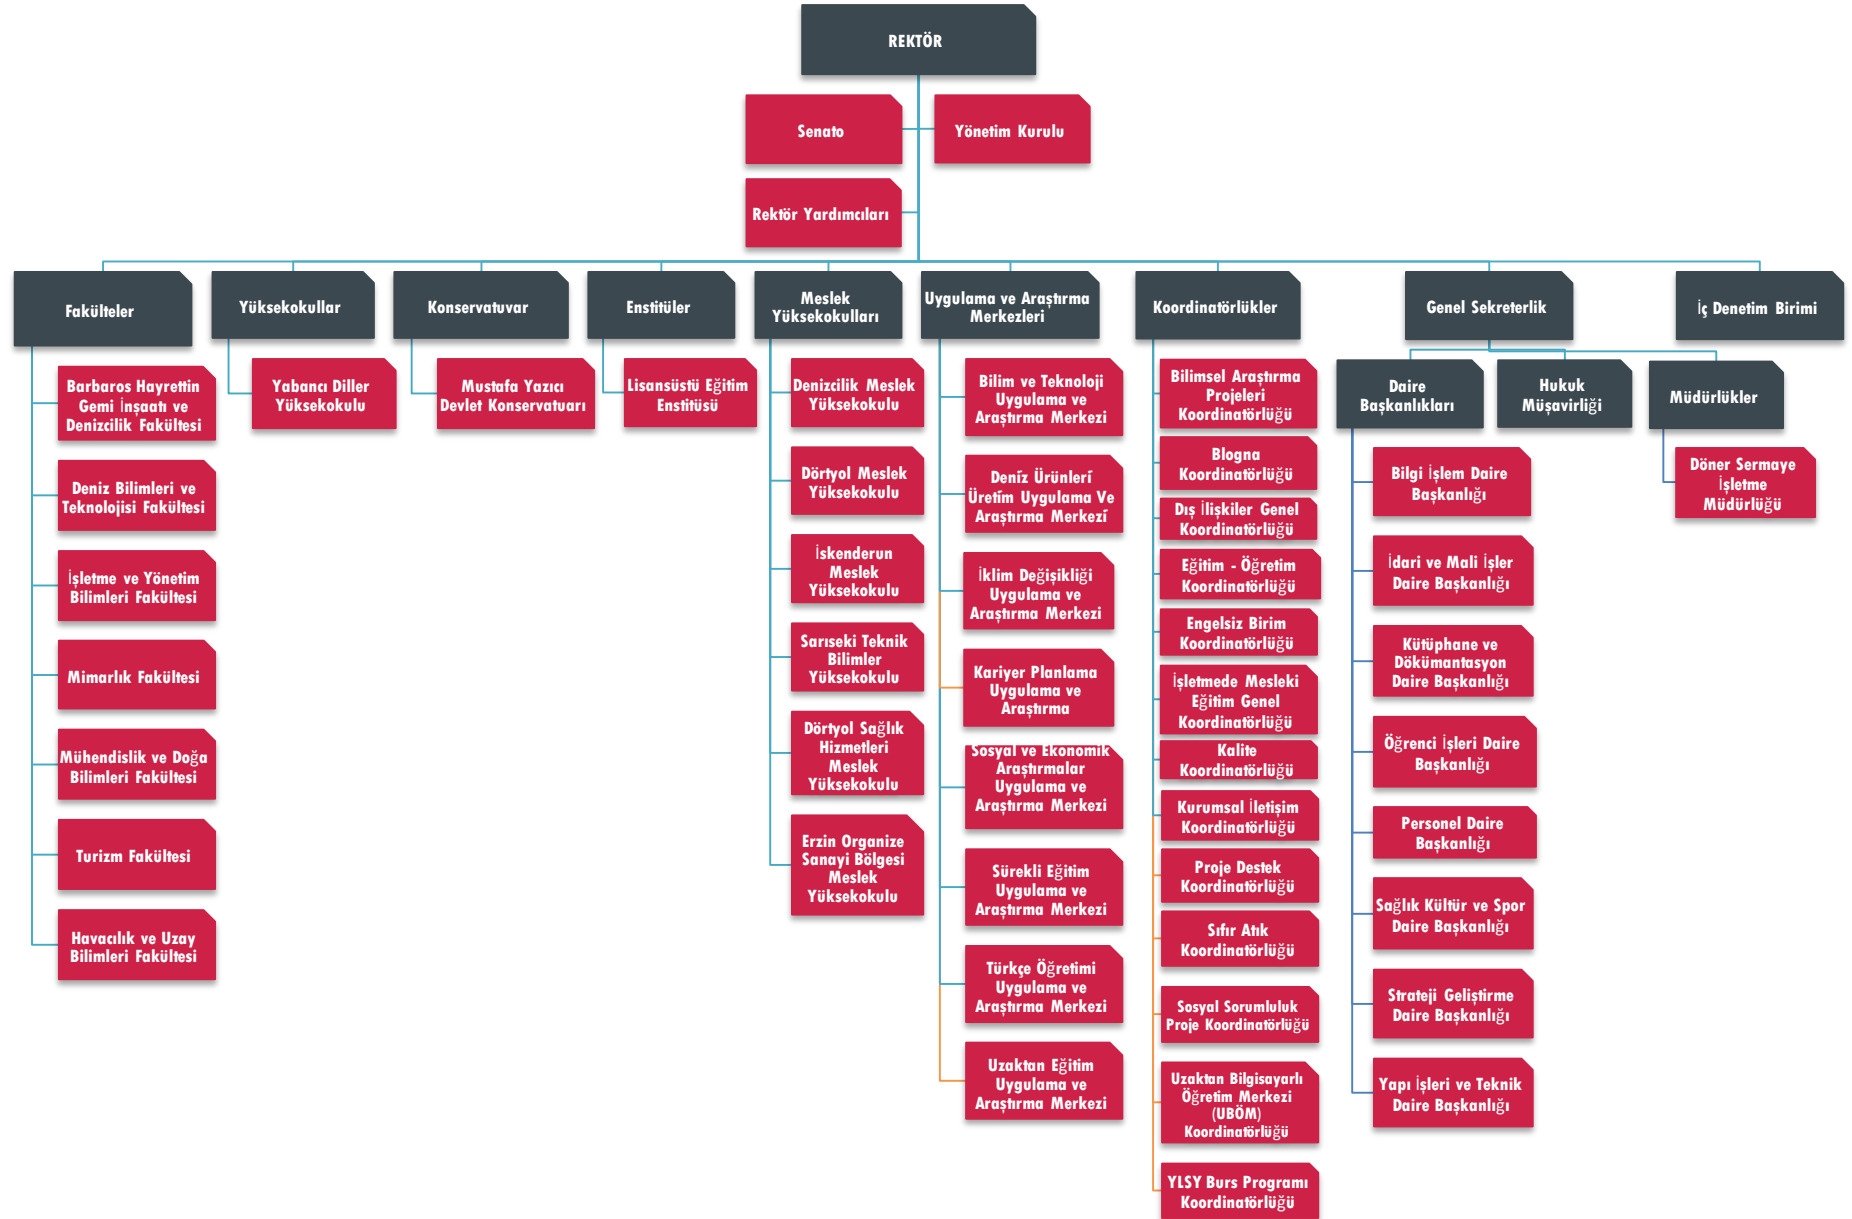 REKTÖR
Senato
Yönetim Kurulu
Rektör Yardımcıları
Fakülteler
Barbaros Hayrettin
Gemi İnşaatı ve
Denizcilik Fakültesi
Deniz Bilimleri ve
Teknolojisi Fakültesi
İşletme ve Yönetim
Bilimleri Fakültesi
Mimarlık Fakültesi
Mühendislik ve Doğa
Bilimleri Fakültesi
Turizm Fakültesi
Havacılık ve Uzay
Bilimleri Fakültesi
Yüksekokullar
Yabancı Diller
Yüksekokulu
Konservatuvar
Mustafa Yazıcı
Devlet Konservatuarı
Enstitüler
Lisansüstü Eğitim
Enstitüsü
Meslek
Yüksekokulları
Denizcilik Meslek
Yüksekokulu
Dörtyol Meslek
Yüksekokulu
İskenderun
Meslek
Yüksekokulu
Sarıseki Teknik
Bilimler
Yüksekokulu
Dörtyol Sağlık
Hizmetleri
Meslek
Yüksekokulu
Erzin Organize
Sanayi Bölgesi
Meslek
Yüksekokulu
Uygulama ve Araştırma
Merkezleri
Bilim ve Teknoloji
Uygulama ve
Araştırma Merkezi
Deniz Ürünleri
Üretim Uygulama Ve
Araştırma Merkezi
İklim Değişikliği
Uygulama ve
Araştırma Merkezi
Kariyer Planlama
Uygulama ve
Araştırma
Sosyal ve Ekonomik
Araştırmalar
Uygulama ve
Araştırma Merkezi
Sürekli Eğitim
Uygulama ve
Araştırma Merkezi
Türkçe Öğretimi
Uygulama ve
Araştırma Merkezi
Uzaktan Eğitim
Uygulama ve
Araştırma Merkezi
Koordinatörlükler
Bilimsel Araştırma
Projeleri
Koordinatörlüğü
Blogna
Koordinatörlüğü
Dış İlişkiler Genel
Koordinatörlüğü
Eğitim - Öğretim
Koordinatörlüğü
Engelsiz Birim
Koordinatörlüğü
İşletmede Mesleki
Eğitim Genel
Koordinatörlüğü
Kalite
Koordinatörlüğü
Kurumsal İletişim
Koordinatörlüğü
Proje Destek
Koordinatörlüğü
Sıfır Atık
Koordinatörlüğü
Sosyal Sorumluluk
Proje Koordinatörlüğü
Uzaktan Bilgisayarlı
Öğretim Merkezi
(UBÖM)
Koordinatörlüğü
YLSY Burs Programı
Koordinatörlüğü
Genel Sekreterlik
Daire
Başkanlıkları
Bilgi İşlem Daire
Başkanlığı
İdari ve Mali İşler
Daire Başkanlığı
Kütüphane ve
Dökümantasyon
Daire Başkanlığı
Öğrenci İşleri Daire
Başkanlığı
Personel Daire
Başkanlığı
Sağlık Kültür ve Spor
Daire Başkanlığı
Strateji Geliştirme
Daire Başkanlığı
Yapı İşleri ve Teknik
Daire Başkanlığı
Hukuk
Müşavirliği
Müdürlükler
Döner Sermaye
İşletme
Müdürlüğü
İç Denetim Birimi